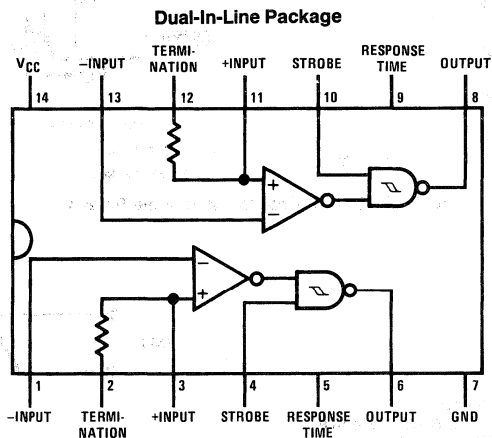 Dual-In-Line Package
VCC
–INPUT
TERMI-
NATION
+INPUT
STROBE
RESPONSE
TIME
OUTPUT
14
13
12
11
10
9
8
+
–
–
+
1
2
3
4
5
6
7
–INPUT
TERMI-
NATION
+INPUT
STROBE
RESPONSE
TIME
OUTPUT
GND